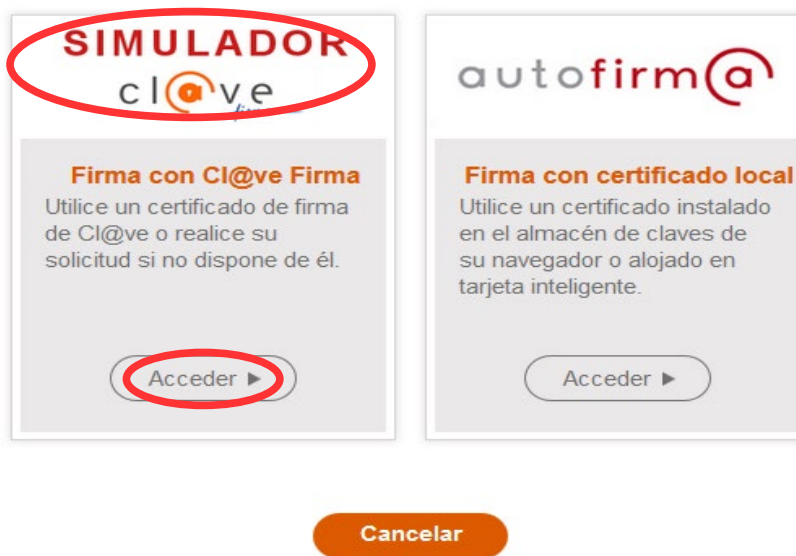 SIMULADOR
cl@ve
autofirm@
Firma con Cl@ve Firma
Utilice un certificado de firma
de Cl@ve o realice su
solicitud si no dispone de él.
Acceder ►
Firma con certificado local
Utilice un certificado instalado
en el almacén de claves de
su navegador o alojado en
tarjeta inteligente.
Acceder ►
Cancelar